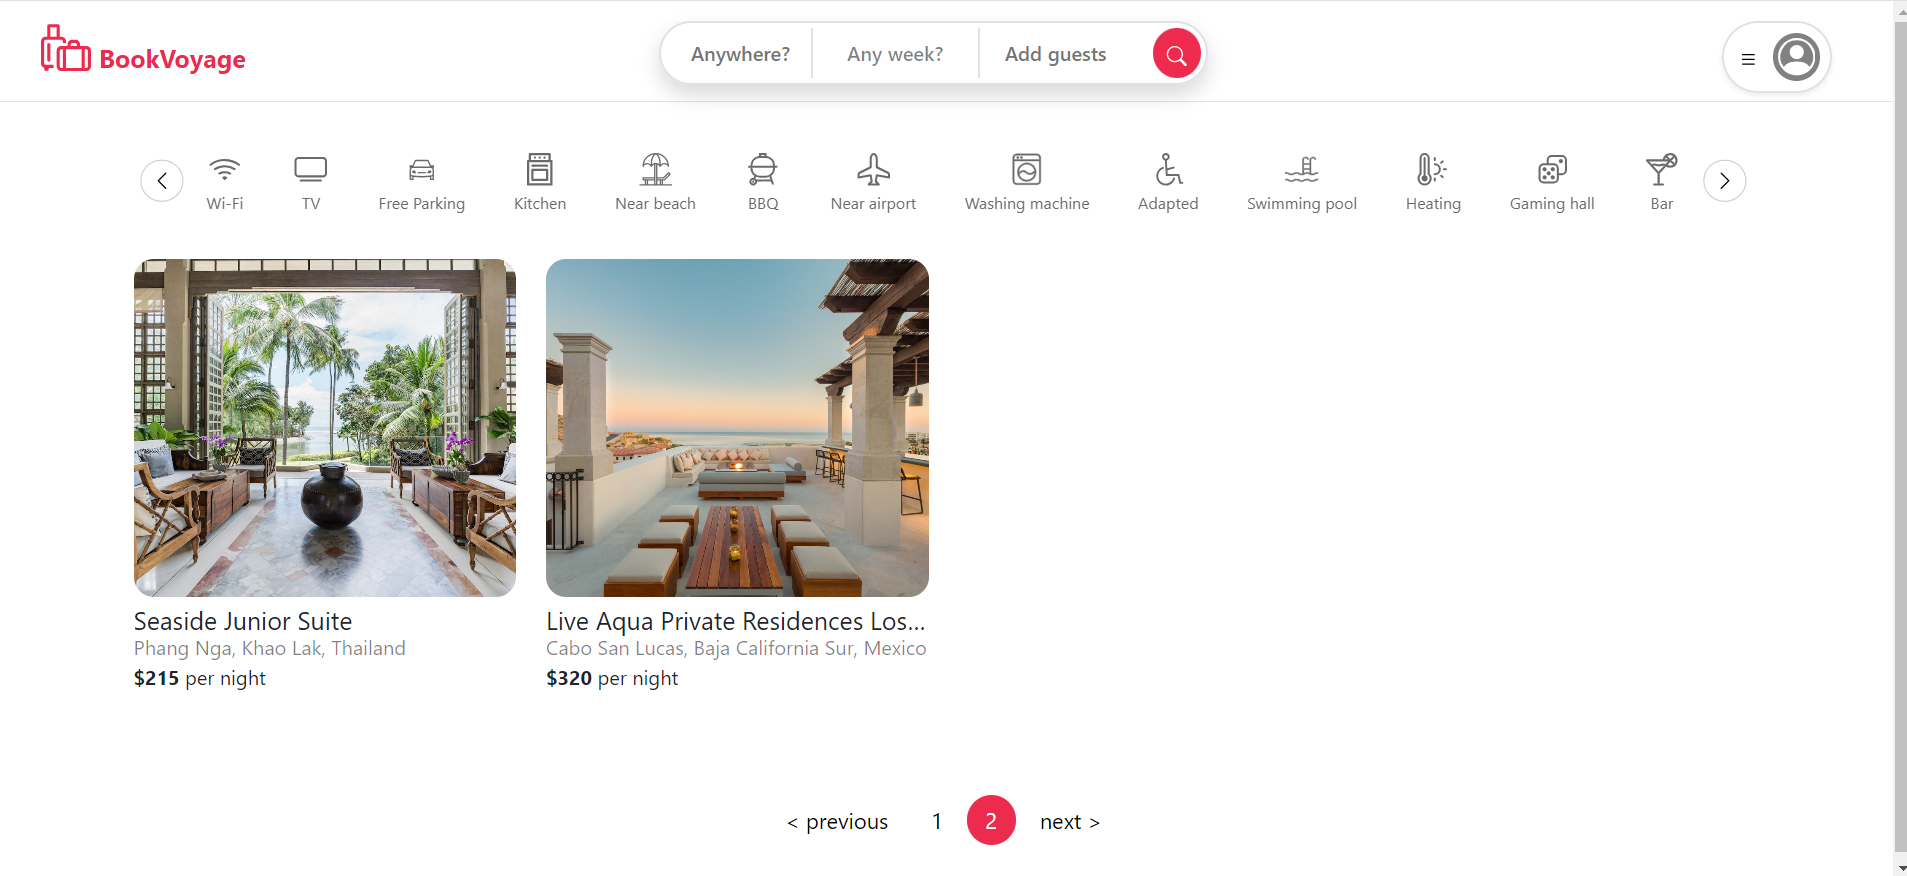 BookVoyage
Anywhere?
Any week?
Add guests
Wi-Fi
TV
Free Parking
Kitchen
Near beach
BBQ
Near airport
Washing machine
Adapted
Swimming pool
Heating
Gaming hall
Bar
Seaside Junior Suite
Phang Nga, Khao Lak, Thailand
$215 per night
Live Aqua Private Residences Los...
Cabo San Lucas, Baja California Sur, Mexico
$320 per night
< previous 1 2 next >